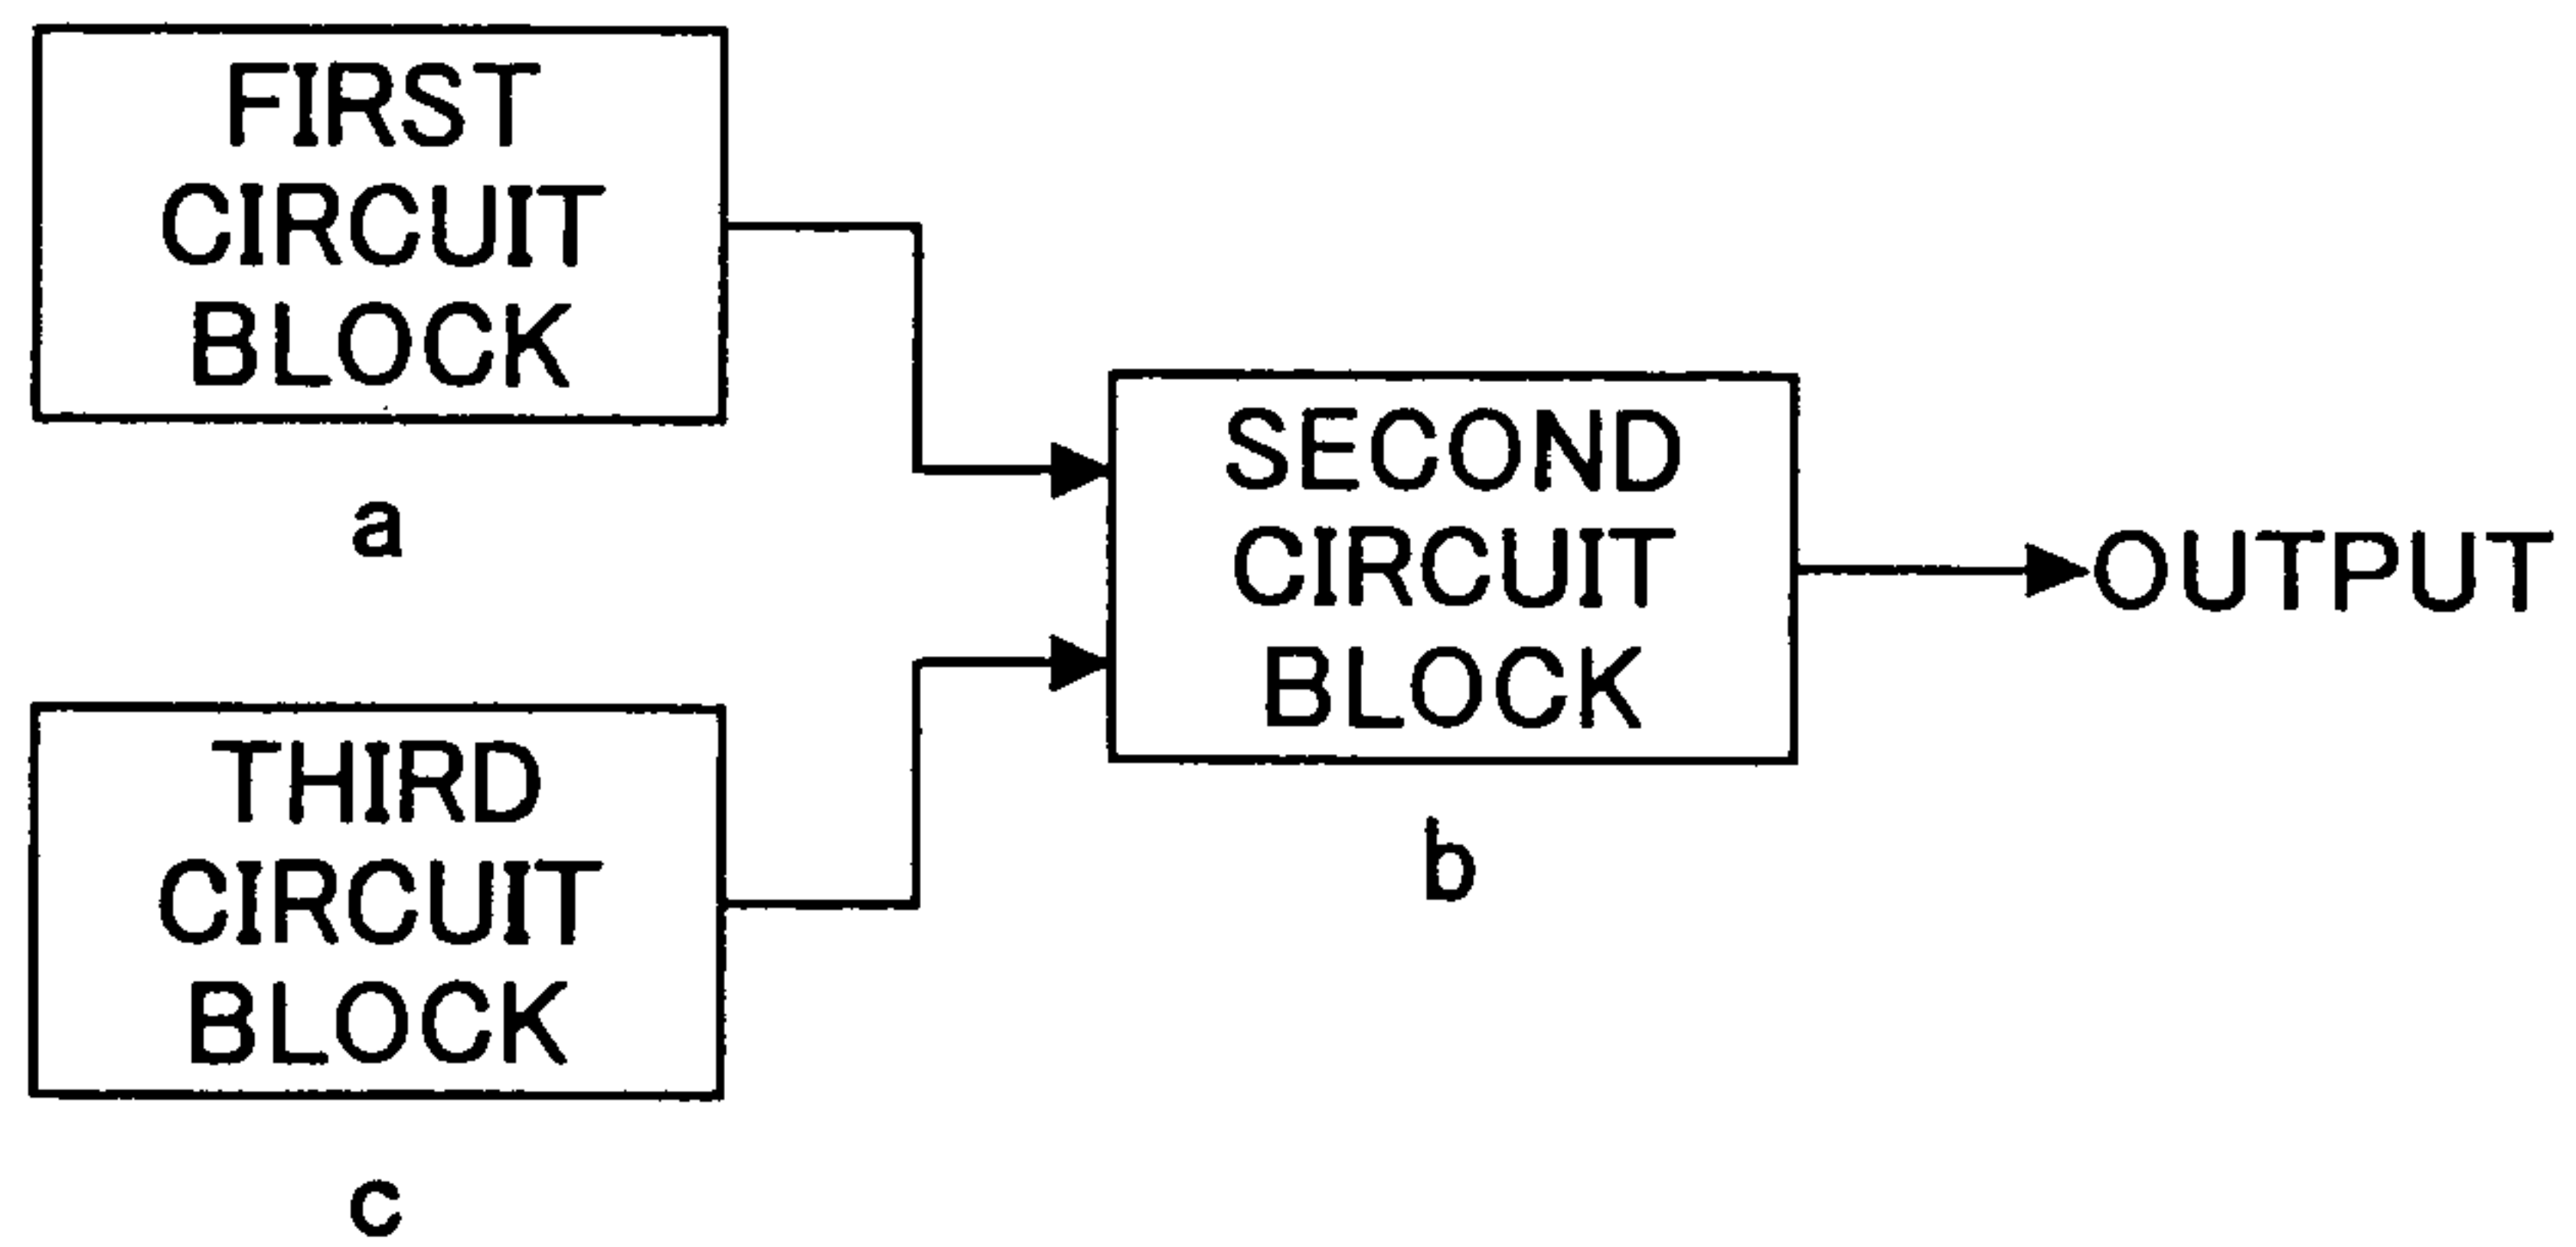 FIRST
CIRCUIT
BLOCK
a
SECOND
CIRCUIT
BLOCK
b
OUTPUT
THIRD
CIRCUIT
BLOCK
c